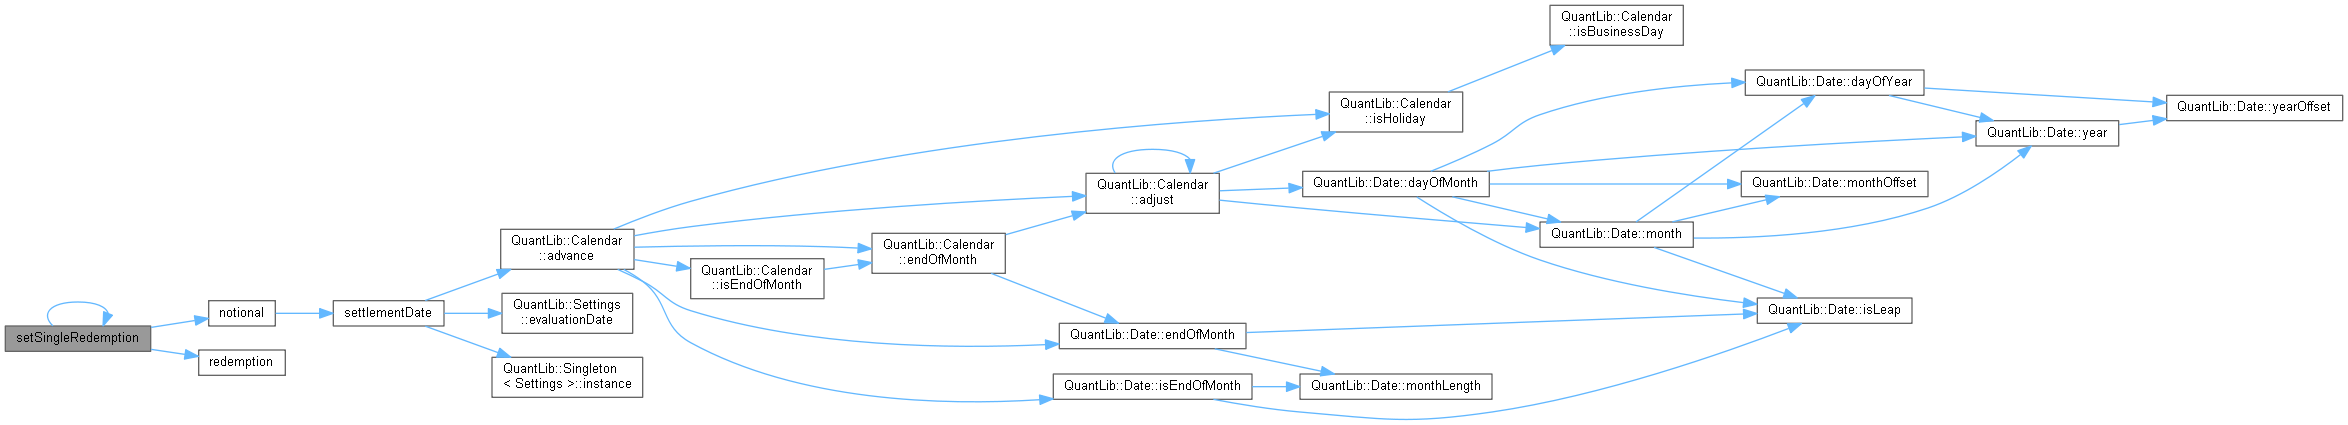 setSingleRedemption
notional
redemption
settlementDate
QuantLib::Calendar
::advance
QuantLib::Settings
::evaluationDate
QuantLib::Singleton
< Settings >::instance
QuantLib::Calendar
::isEndOfMonth
QuantLib::Calendar
::endOfMonth
QuantLib::Calendar
::adjust
QuantLib::Date::endOfMonth
QuantLib::Date::isEndOfMonth
QuantLib::Calendar
::isHoliday
QuantLib::Date::dayOfMonth
QuantLib::Date::monthLength
QuantLib::Calendar
::isBusinessDay
QuantLib::Date::month
QuantLib::Date::dayOfYear
QuantLib::Date::monthOffset
QuantLib::Date::isLeap
QuantLib::Date::year
QuantLib::Date::yearOffset